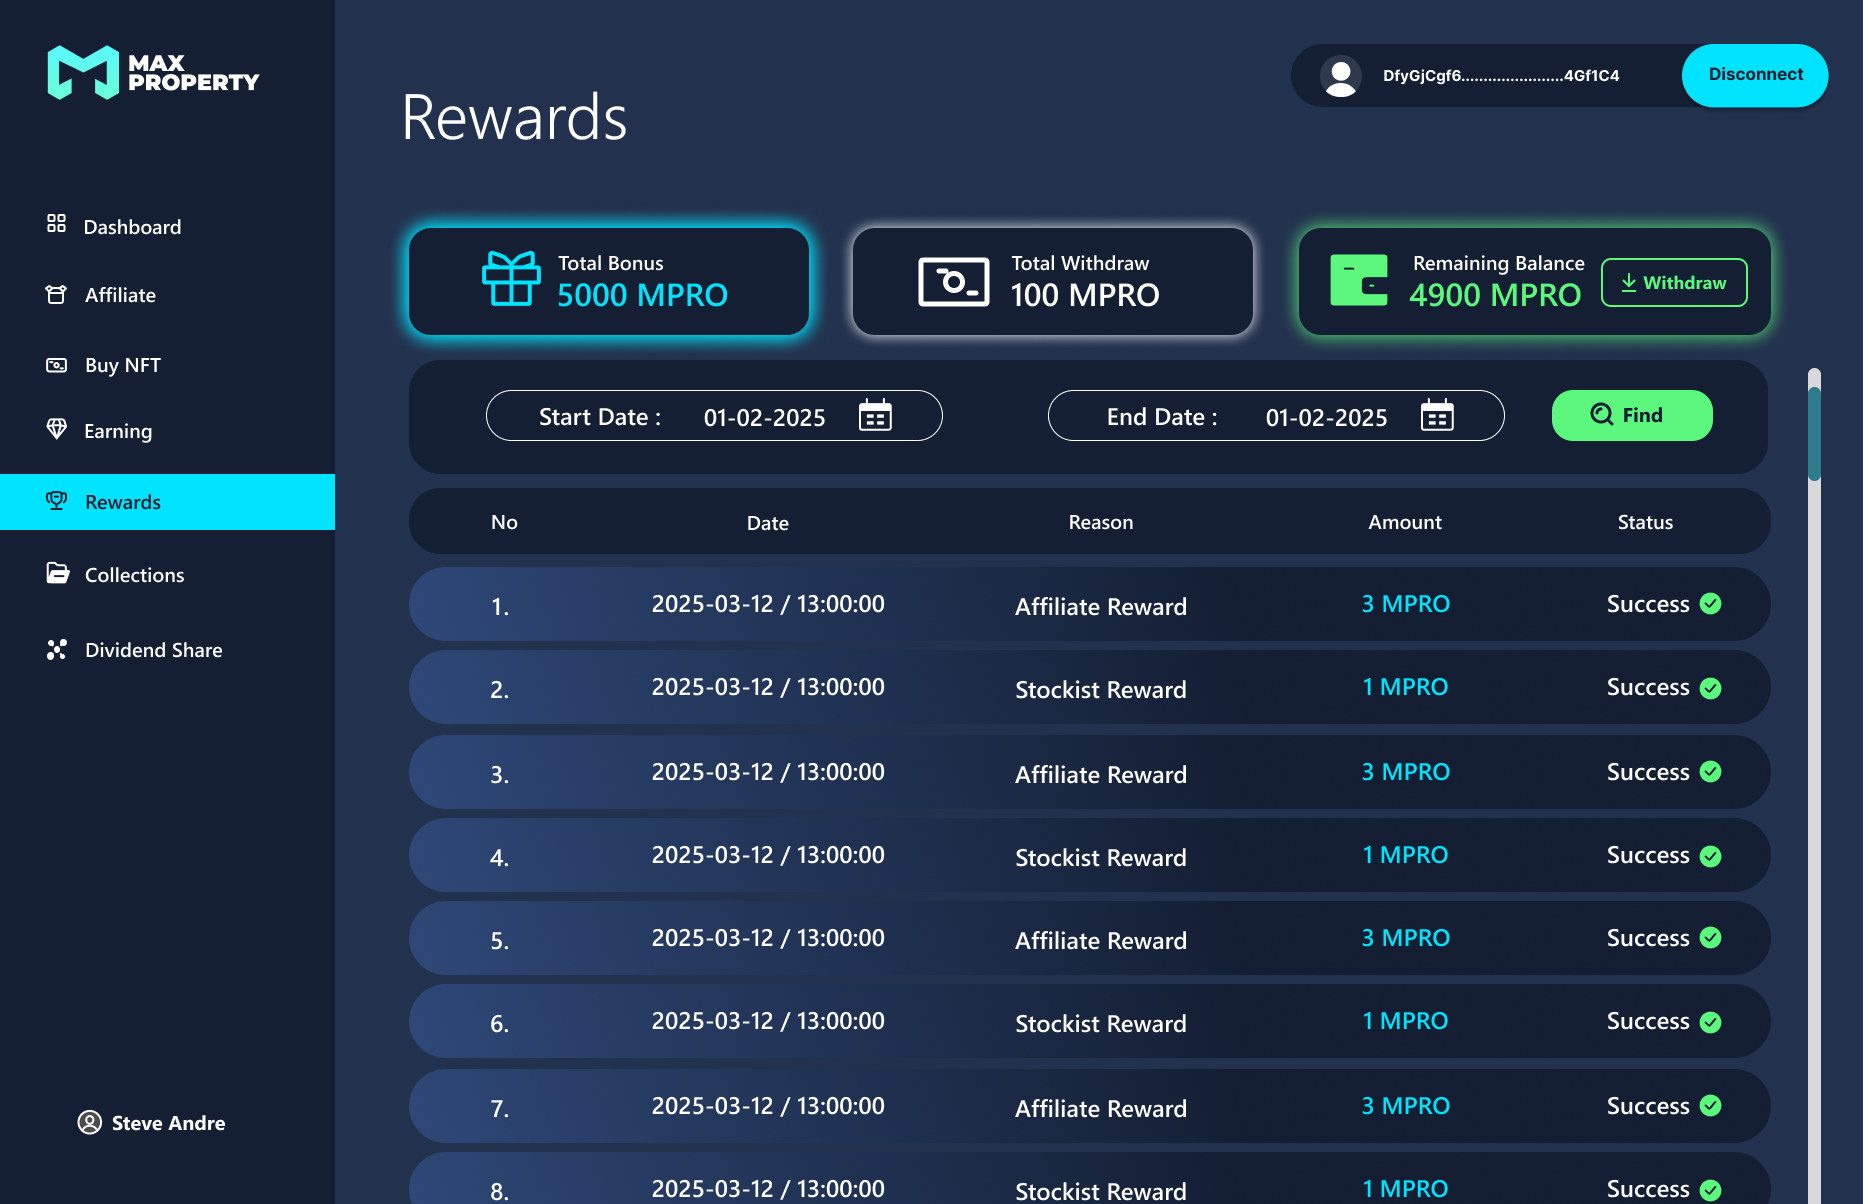 MAX
PROPERTY
Dashboard
Affiliate
Buy NFT
Earning
Rewards
Collections
Dividend Share
Steve Andre
Rewards
DfyGjCgf6.......................4Gf1C4
Disconnect
Total Bonus
5000 MPRO
Total Withdraw
100 MPRO
Remaining Balance
4900 MPRO
Withdraw
Start Date : 01-02-2025
End Date : 01-02-2025
Find
No Date Reason Amount Status
1. 2025-03-12 / 13:00:00 Affiliate Reward 3 MPRO Success
2. 2025-03-12 / 13:00:00 Stockist Reward 1 MPRO Success
3. 2025-03-12 / 13:00:00 Affiliate Reward 3 MPRO Success
4. 2025-03-12 / 13:00:00 Stockist Reward 1 MPRO Success
5. 2025-03-12 / 13:00:00 Affiliate Reward 3 MPRO Success
6. 2025-03-12 / 13:00:00 Stockist Reward 1 MPRO Success
7. 2025-03-12 / 13:00:00 Affiliate Reward 3 MPRO Success
8. 2025-03-12 / 13:00:00 Stockist Reward 1 MPRO Success